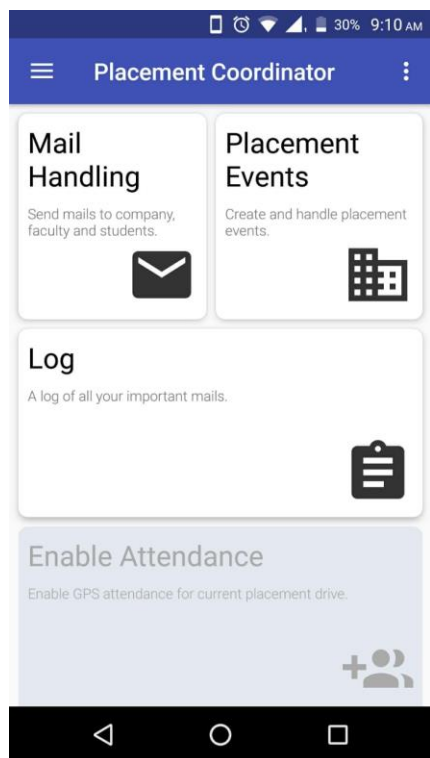 30% 9:10 AM
Placement Coordinator
Mail
Handling
Send mails to company,
faculty and students.
Placement
Events
Create and handle placement
events.
Log
A log of all your important mails.
Enable Attendance
Enable GPS attendance for current placement drive.